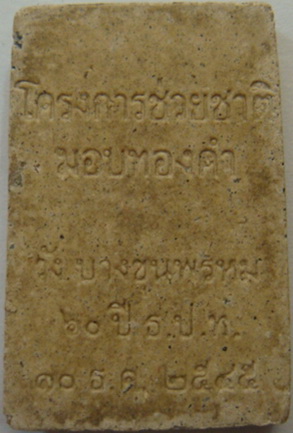 โครงการช่วยชาติ
มอบทองคำ
วัง บางขุนพรหม
๖๐ ปี ธ.ป.ท.
๑๐ ธ.ค. ๒๕๔๕